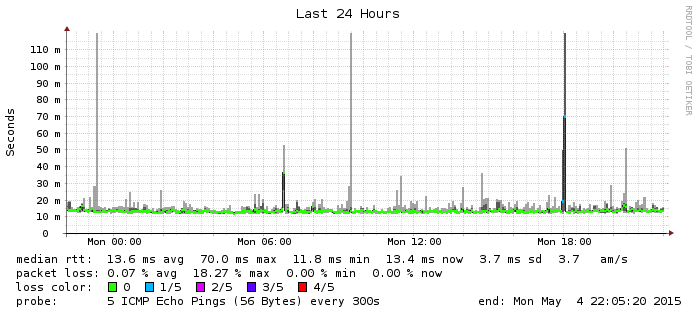 Last 24 Hours
RRDTOOL / TOBI OETIKER
Seconds
110 m
100 m
90 m
80 m
70 m
60 m
50 m
40 m
30 m
20 m
10 m
0
Mon 00:00 Mon 06:00 Mon 12:00 Mon 18:00
median rtt: 13.6 ms avg 70.0 ms max 11.8 ms min 13.4 ms now 3.7 ms sd 3.7 am/s
packet loss: 0.07 % avg 18.27 % max 0.00 % min 0.00 % now
loss color: 0 1/5 2/5 3/5 4/5
probe: 5 ICMP Echo Pings (56 Bytes) every 300s end: Mon May 4 22:05:20 2015